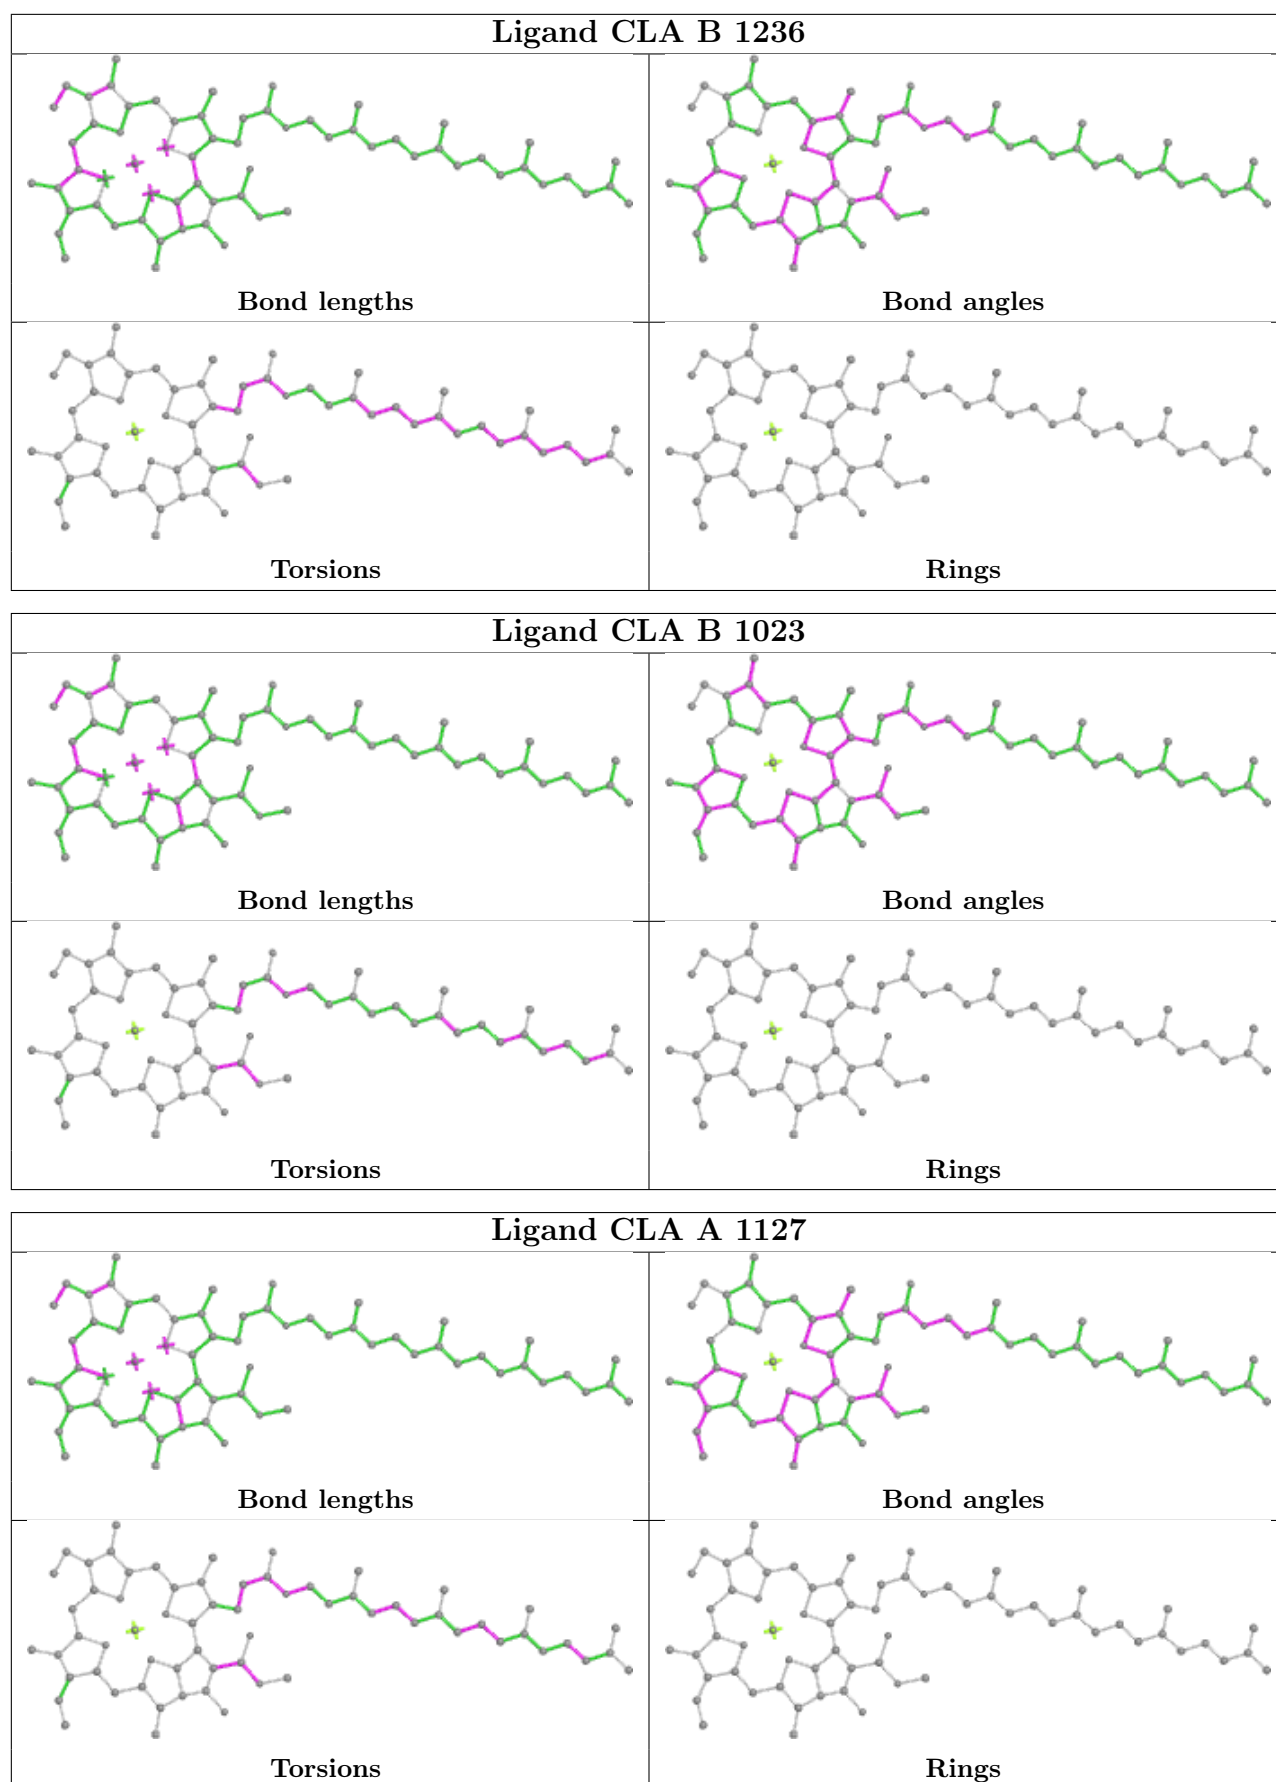 Ligand CLA B 1236
Bond lengths
Bond angles
Torsions
Rings
Ligand CLA B 1023
Bond lengths
Bond angles
Torsions
Rings
Ligand CLA A 1127
Bond lengths
Bond angles
Torsions
Rings